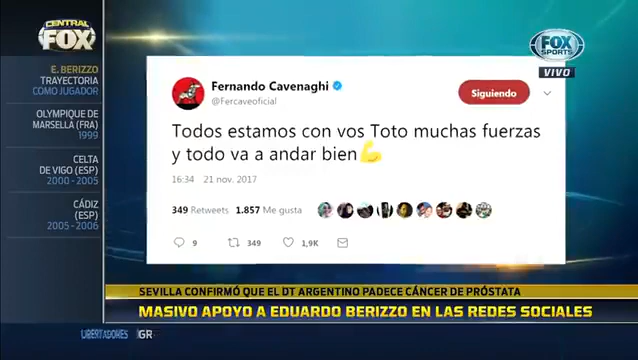 CENTRAL
FOX
E. BERIZZO
TRAYECTORIA
COMO JUGADOR
OLYMPIQUE DE
MARSELLA (FRA)
1999
CELTA
DE VIGO (ESP)
2000 - 2005
CÁDIZ
(ESP)
2005 - 2006
FOX
SPORTS
VIVO
Fernando Cavenaghi
@Fercaveoficial
Siguiendo
Todos estamos con vos Toto muchas fuerzas
y todo va a andar bien💪
16:34 21 nov. 2017
349 Retweets 1.857 Me gusta
9 349 1,9K
SEVILLA CONFIRMÓ QUE EL DT ARGENTINO PADECE CÁNCER DE PRÓSTATA
MASIVO APOYO A EDUARDO BERIZZO EN LAS REDES SOCIALES
LIBERTADORES GR